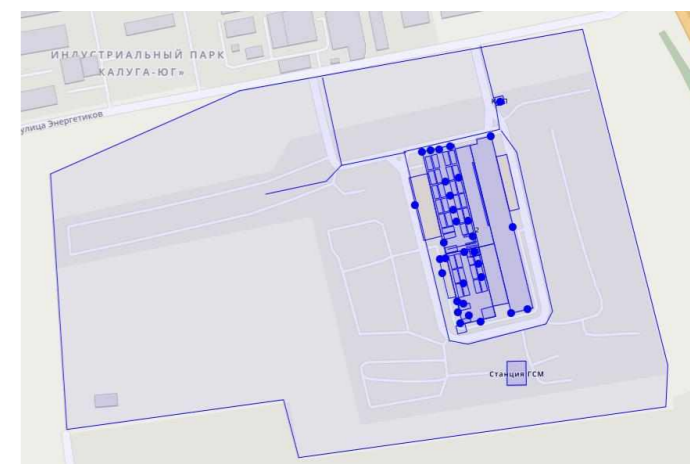 ИНДУСТРИАЛЬНЫЙ ПАРК
КАЛУГА-ЮГ»
улица Энергетиков
Станция ГСМ